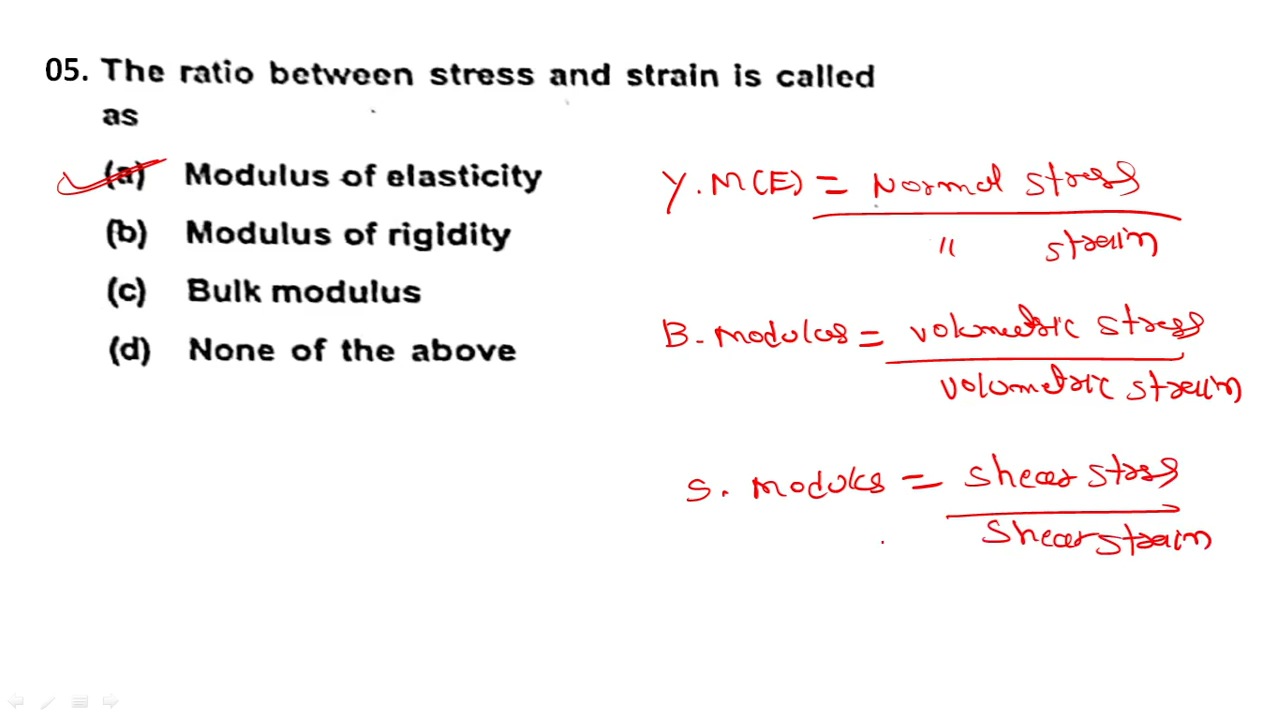 05. The ratio between stress and strain is called
as
(a) Modulus of elasticity
(b) Modulus of rigidity
(c) Bulk modulus
(d) None of the above
Y.M(E) = Normal stress
" strain
B. modulus = volumetric stress
volumetric strain
S. modulus = shear stress
Shear strain